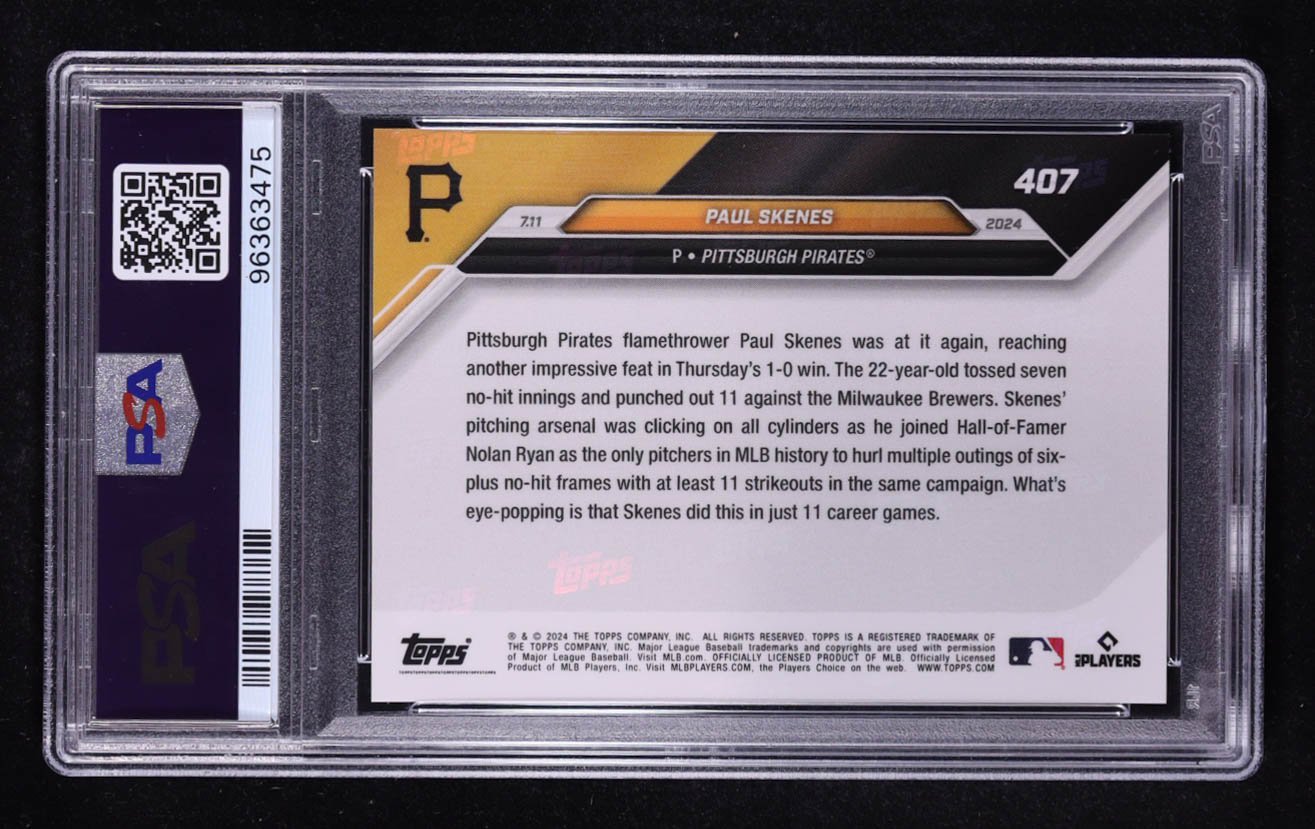 96363475
PSA
PSA
PSA
TOPPS
P
407
7.11
PAUL SKENES
2024
P • PITTSBURGH PIRATES®
Pittsburgh Pirates flamethrower Paul Skenes was at it again, reaching
another impressive feat in Thursday's 1-0 win. The 22-year-old tossed seven
no-hit innings and punched out 11 against the Milwaukee Brewers. Skenes'
pitching arsenal was clicking on all cylinders as he joined Hall-of-Famer
Nolan Ryan as the only pitchers in MLB history to hurl multiple outings of six-
plus no-hit frames with at least 11 strikeouts in the same campaign. What's
eye-popping is that Skenes did this in just 11 career games.
TOPPS
TOPPS
® & © 2024 THE TOPPS COMPANY, INC. ALL RIGHTS RESERVED. TOPPS IS A REGISTERED TRADEMARK OF
THE TOPPS COMPANY, INC. Major League Baseball trademarks and copyrights are used with permission
of Major League Baseball. Visit MLB.com. OFFICIALLY LICENSED PRODUCT OF MLB. Officially Licensed
Product of MLB Players, Inc. Visit MLBPLAYERS.COM, the Players Choice on the web. WWW.TOPPS.COM
PLAYERS